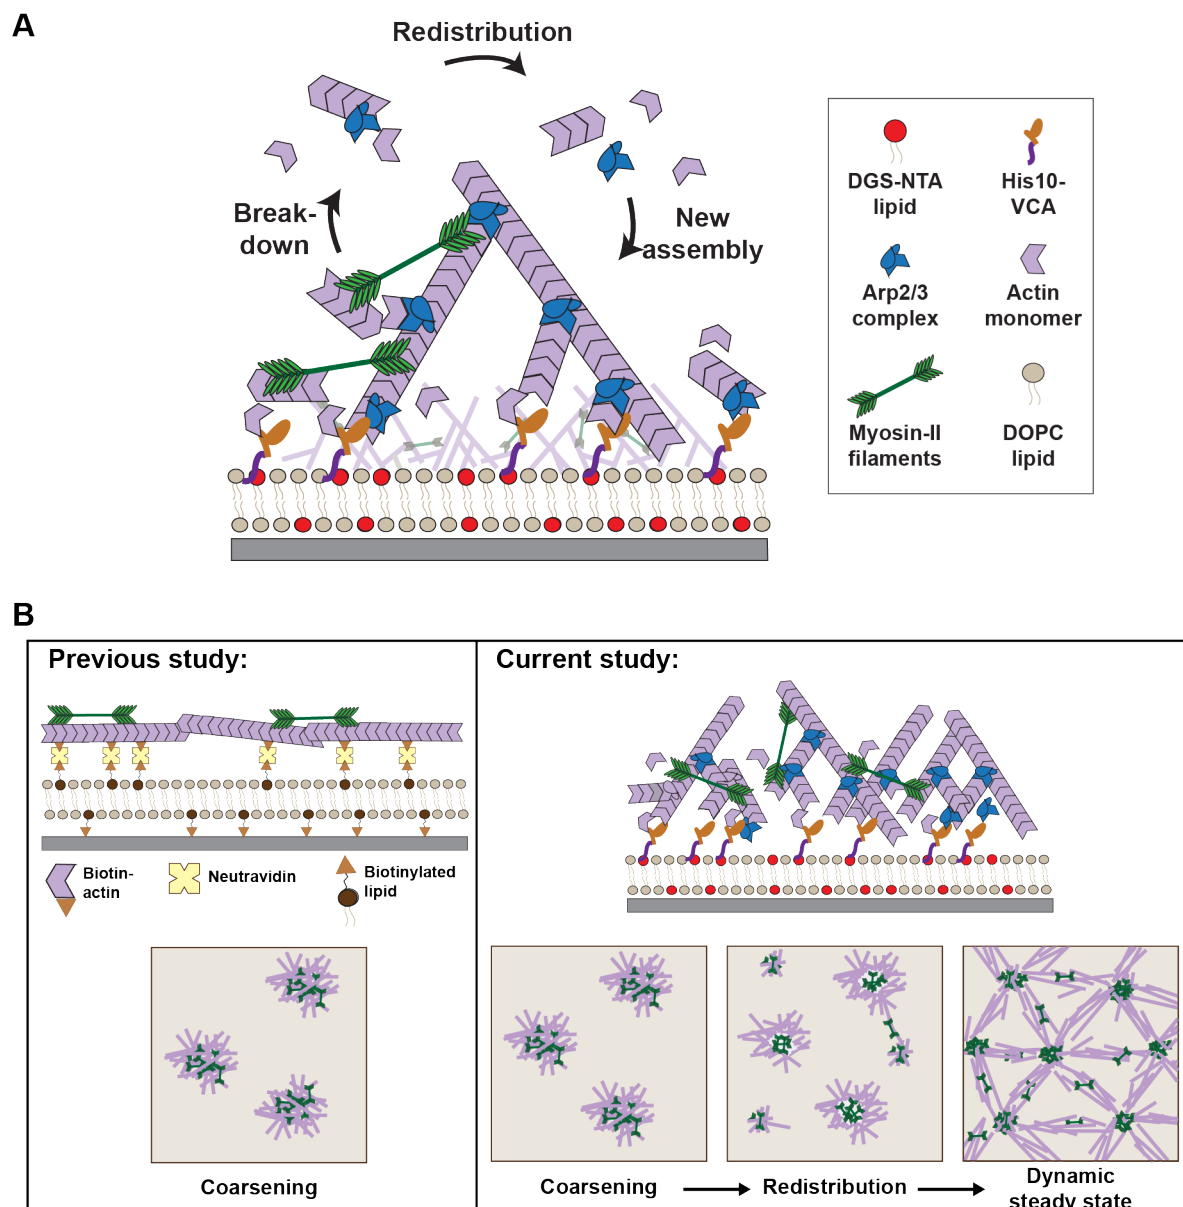 A
Redistribution
Break-
down
New
assembly
DGS-NTA
lipid
His10-
VCA
Arp2/3
complex
Actin
monomer
Myosin-II
filaments
DOPC
lipid
B
Previous study:
Biotin-
actin
Neutravidin
Biotinylated
lipid
Coarsening
Current study:
Coarsening
Redistribution
Dynamic
steady state